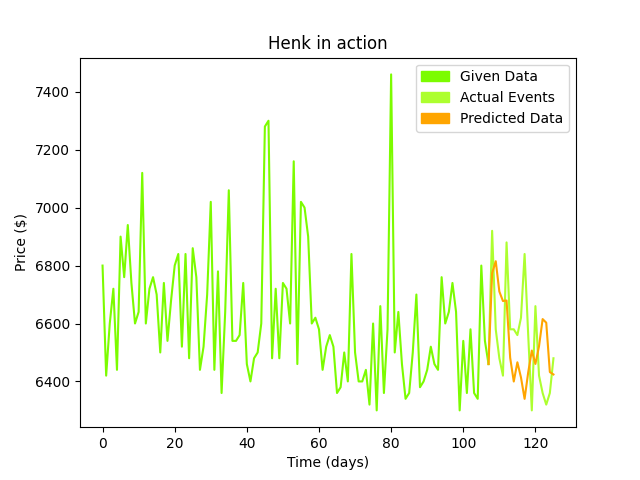 Henk in action
Given Data
Actual Events
Predicted Data
Price ($)
7400
7200
7000
6800
6600
6400
0 20 40 60 80 100 120
Time (days)